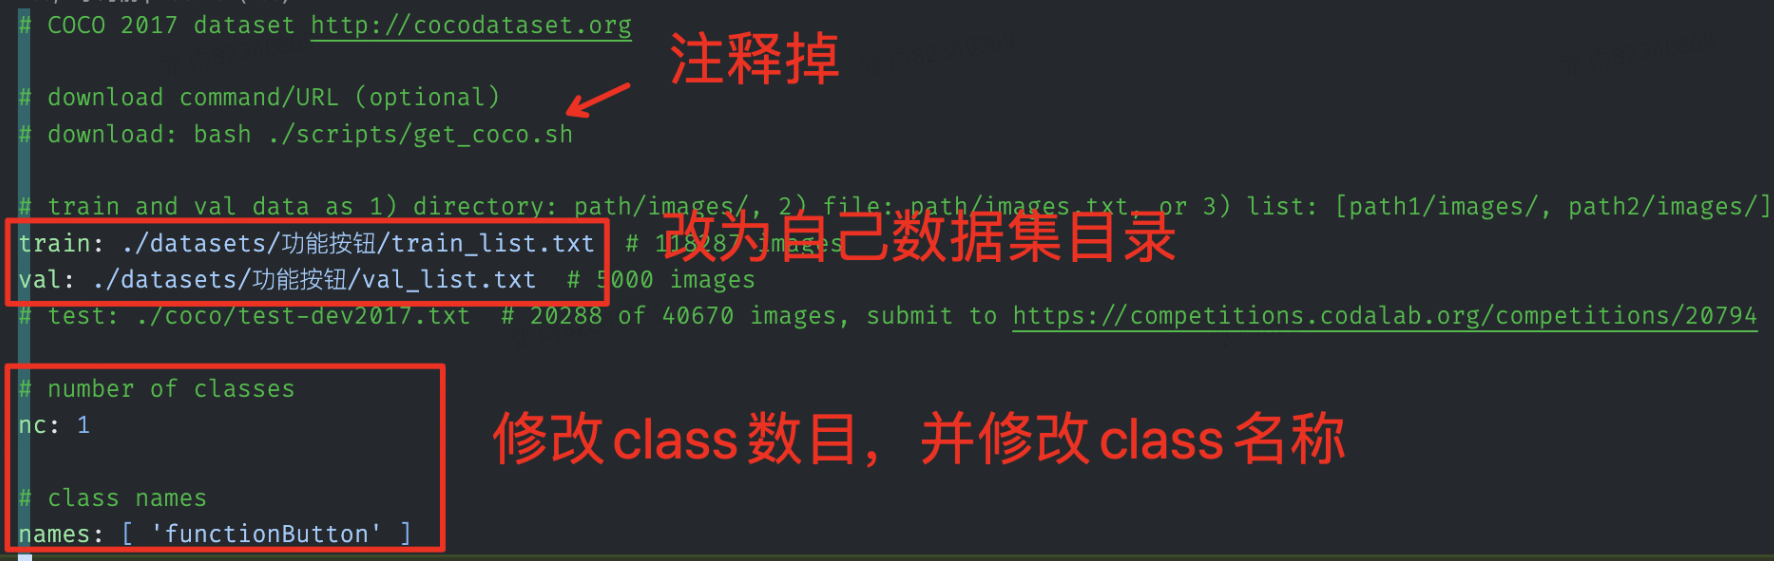 # COCO 2017 dataset http://cocodataset.org
注释掉
# download command/URL (optional)
# download: bash ./scripts/get_coco.sh
# train and val data as 1) directory: path/images/, 2) file: path/images.txt, or 3) list: [path1/images/, path2/images/]
改为自己数据集目录
train: ./datasets/功能按钮/train_list.txt # 118287 images
val: ./datasets/功能按钮/val_list.txt # 5000 images
# test: ./coco/test-dev2017.txt # 20288 of 40670 images, submit to https://competitions.codalab.org/competitions/20794
# number of classes
nc: 1
修改class数目，并修改class名称
# class names
names: [ 'functionButton' ]